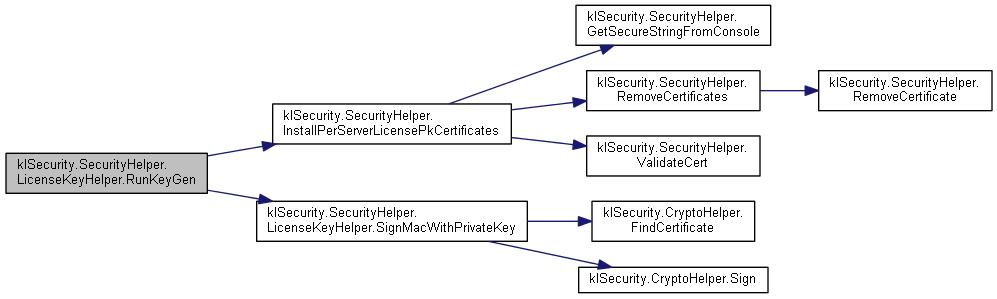 klSecurity.SecurityHelper.
GetSecureStringFromConsole
klSecurity.SecurityHelper.
RemoveCertificates
klSecurity.SecurityHelper.
RemoveCertificate
klSecurity.SecurityHelper.
InstallPerServerLicensePkCertificates
klSecurity.SecurityHelper.
ValidateCert
klSecurity.SecurityHelper.
LicenseKeyHelper.RunKeyGen
klSecurity.SecurityHelper.
LicenseKeyHelper.SignMacWithPrivateKey
klSecurity.CryptoHelper.
FindCertificate
klSecurity.CryptoHelper.Sign